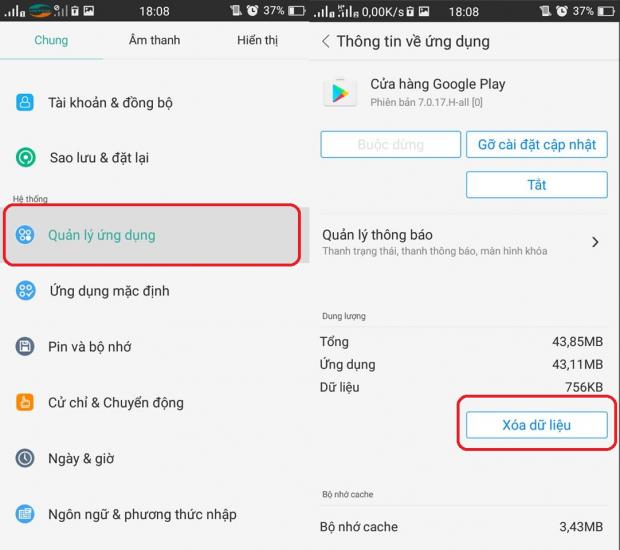 18:08
37%
Chung
Âm thanh
Hiển thị
Tài khoản & đồng bộ
Sao lưu & đặt lại
Hệ thống
Quản lý ứng dụng
Ứng dụng mặc định
Pin và bộ nhớ
Cử chỉ & Chuyển động
Ngày & giờ
Ngôn ngữ & phương thức nhập
0,00K/s
18:08
37%
Thông tin về ứng dụng
Cửa hàng Google Play
Phiên bản 7.0.17.H-all [0]
Buộc dừng
Gỡ cài đặt cập nhật
Tắt
Quản lý thông báo
Thanh trạng thái, thanh thông báo, màn hình khóa
Dung lượng
Tổng 43,85MB
Ứng dụng 43,11MB
Dữ liệu 756KB
Xóa dữ liệu
Bộ nhớ cache
Bộ nhớ cache 3,43MB